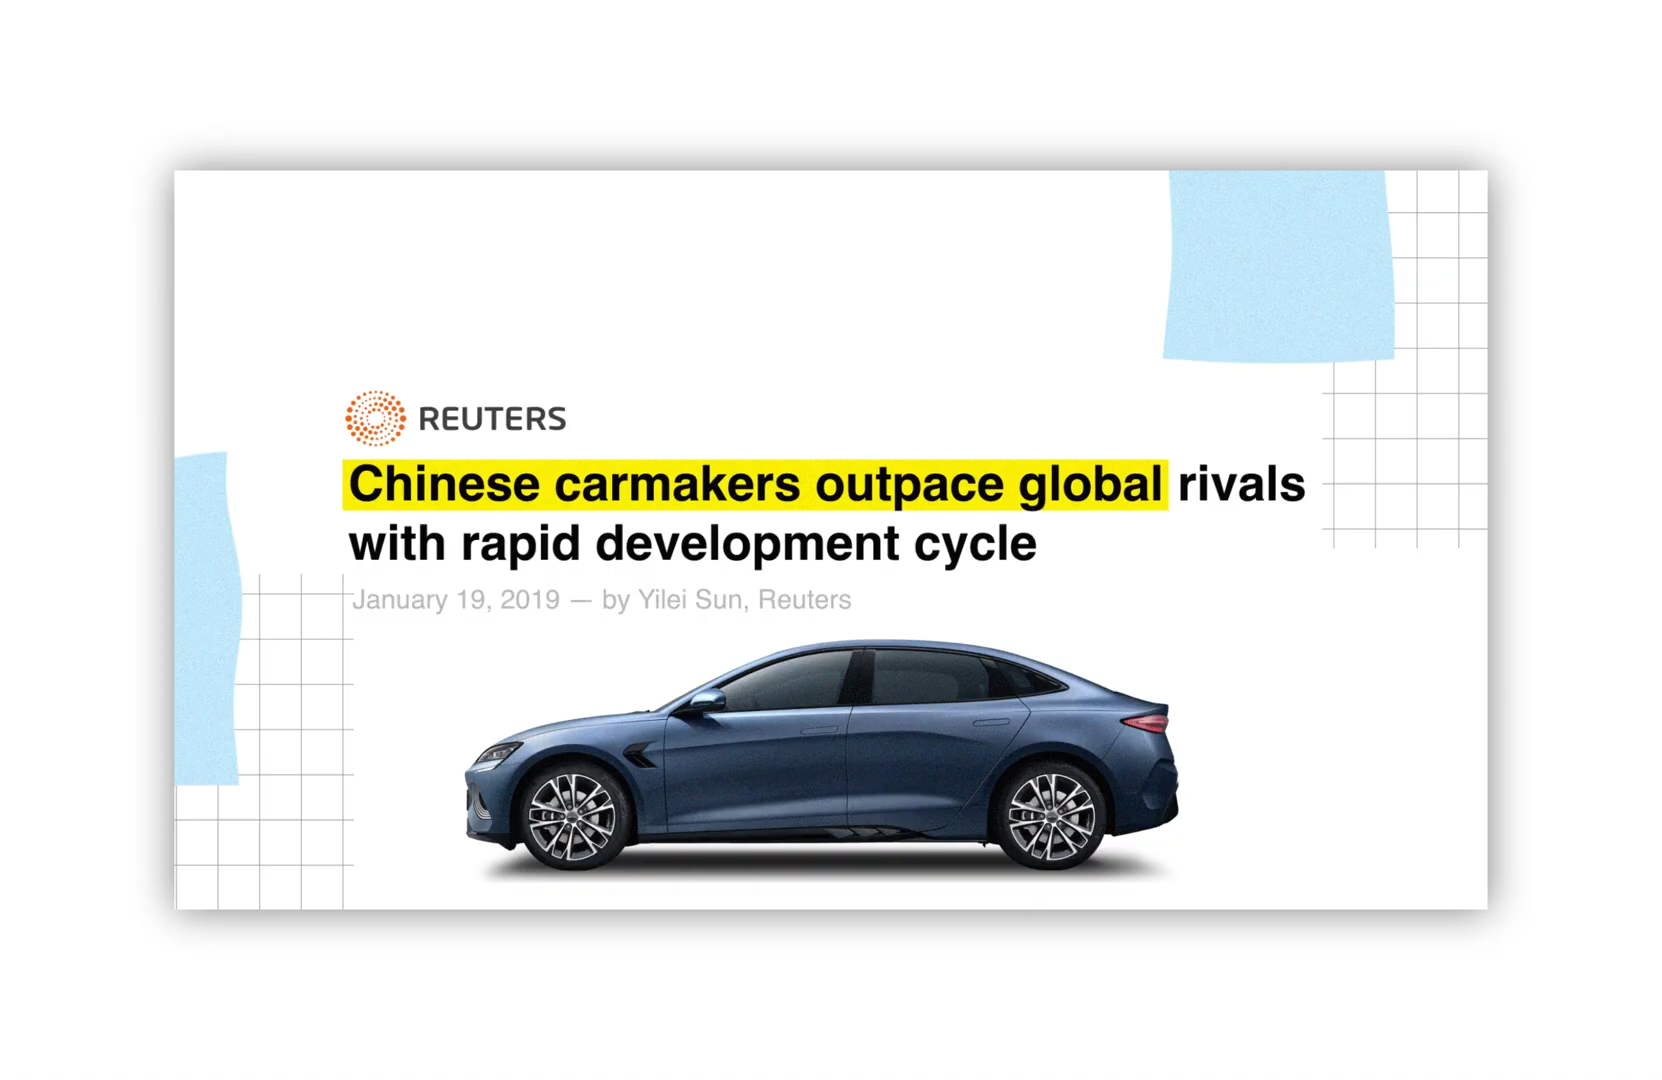 REUTERS
Chinese carmakers outpace global rivals
with rapid development cycle
January 19, 2019 — by Yilei Sun, Reuters